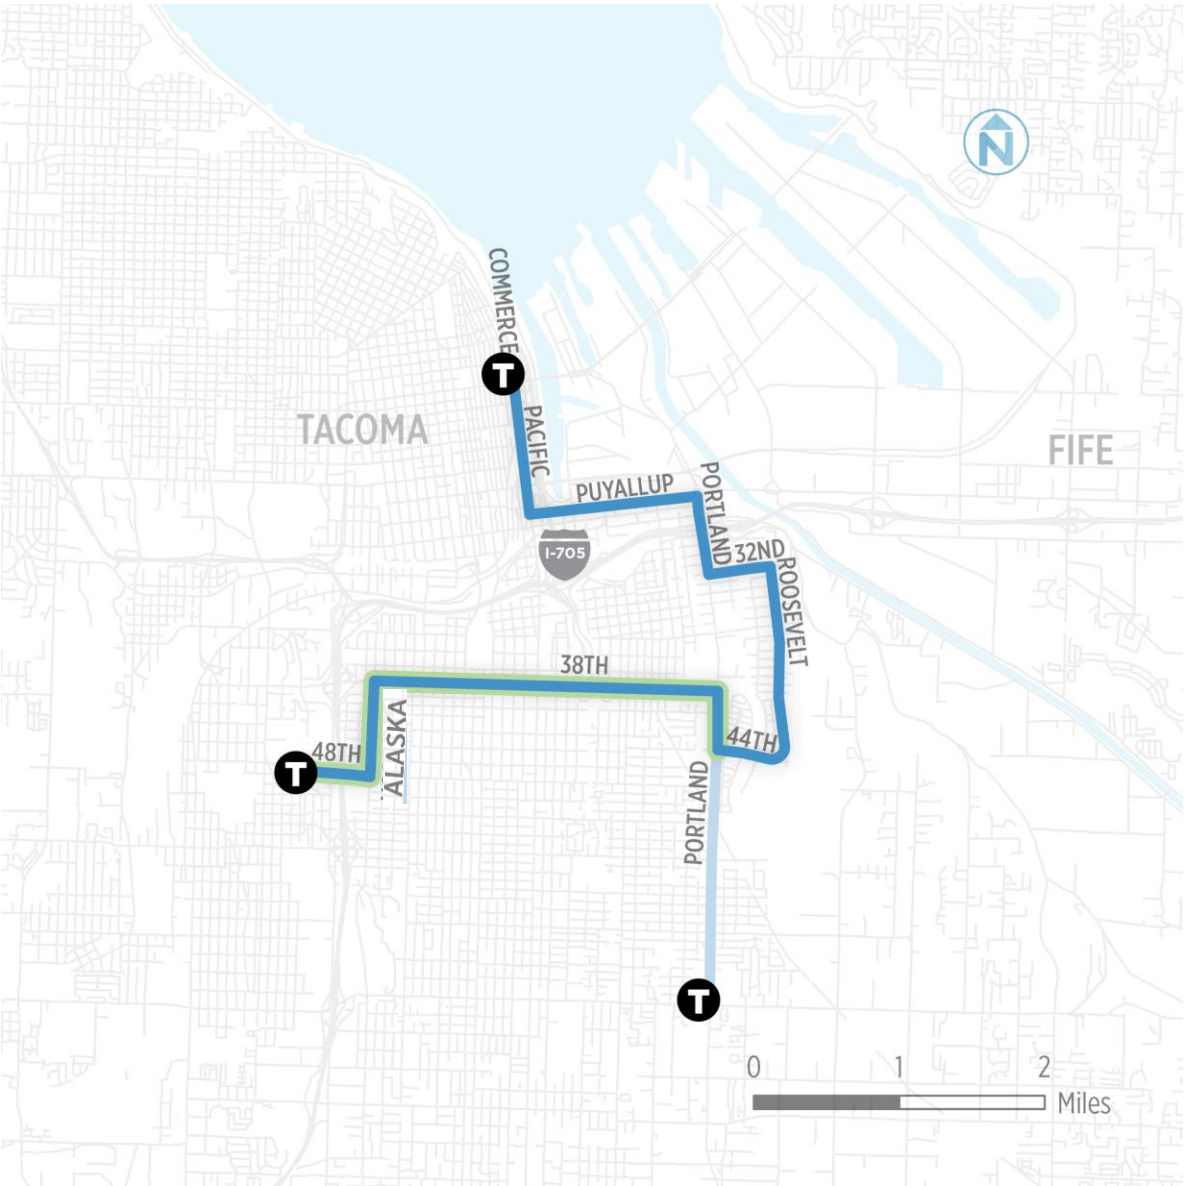 N
COMMERCE
T
TACOMA
PACIFIC
FIFE
PUYALLUP
PORTLAND
32ND
I-705
ROOSEVELT
38TH
ALASKA
44TH
48TH
T
PORTLAND
T
0 1 2
Miles